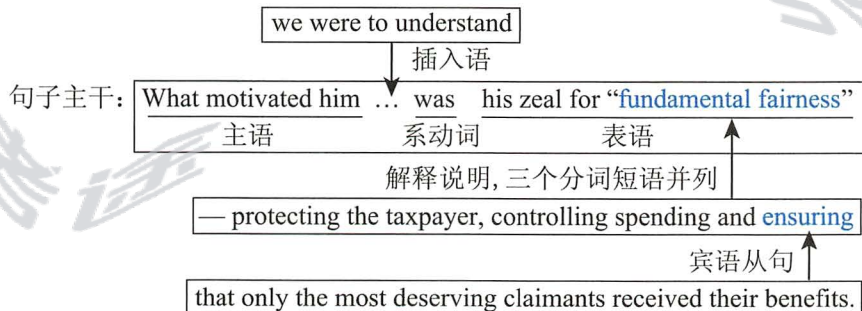 we were to understand
插入语
句子主干: What motivated him … was his zal for “fundamental fairness”
主语 系动词 表语
解释说明, 三个分词短语并列
— protecting the taxpayer, controlling spending and ensuring
宾语从句
that only the most deserving claimants received their benefits.